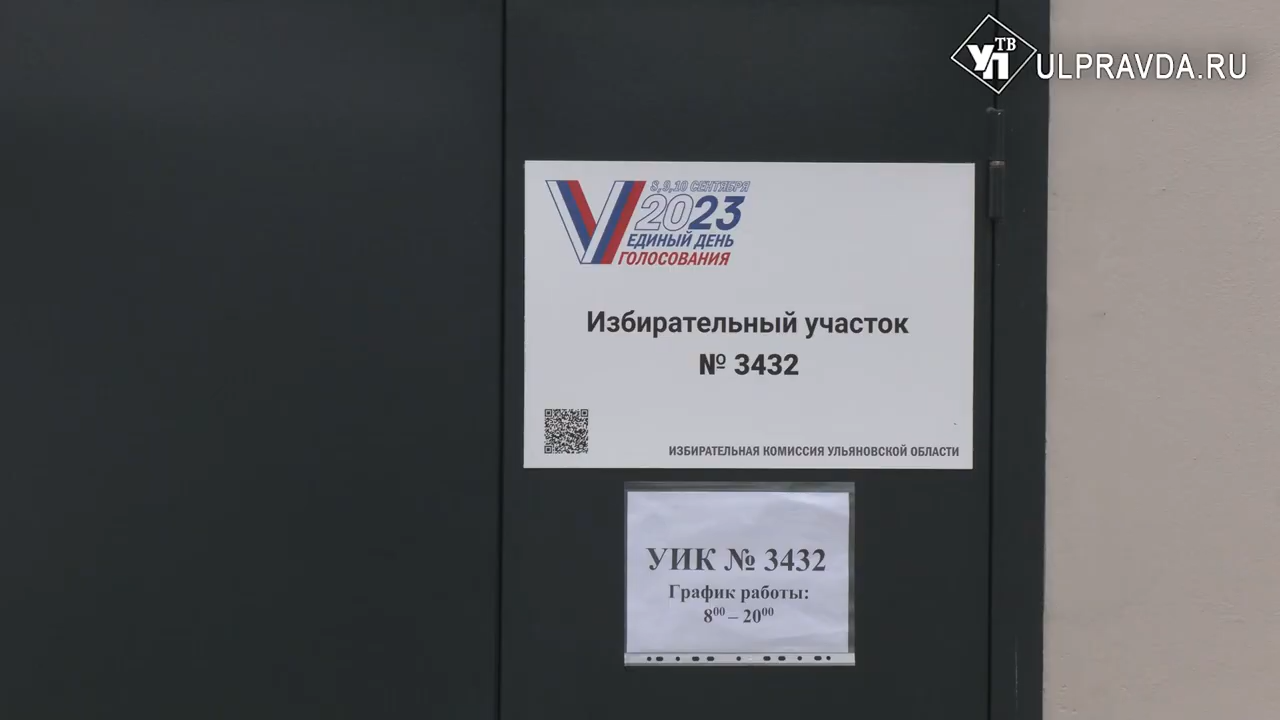 УП ТВ
ULPRAVDA.RU
8,9,10 СЕНТЯБРЯ
2023
ЕДИНЫЙ ДЕНЬ
ГОЛОСОВАНИЯ
Избирательный участок
№ 3432
ИЗБИРАТЕЛЬНАЯ КОМИССИЯ УЛЬЯНОВСКОЙ ОБЛАСТИ
УИК № 3432
График работы:
8⁰⁰ – 20⁰⁰